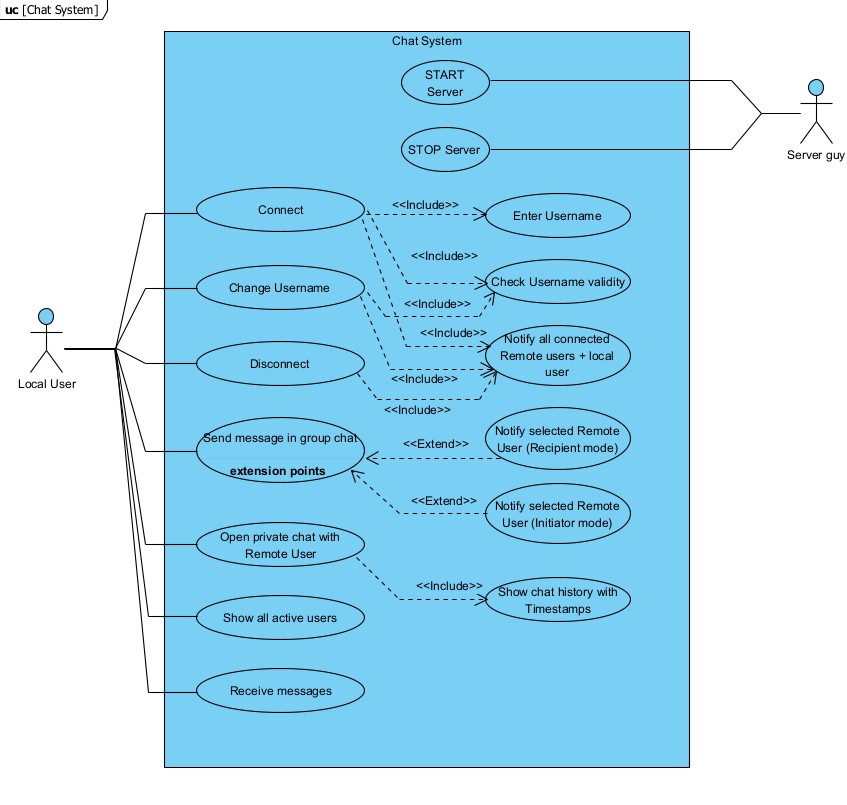 uc [Chat System]
Chat System
START
Server
STOP Server
Server guy
Connect
<<Include>>
Enter Username
<<Include>>
Check Username validity
Change Username
<<Include>>
<<Include>>
Notify all connected
Remote users + local
user
Local User
Disconnect
<<Include>>
<<Include>>
Send message in group chat
extension points
<<Extend>>
Notify selected Remote
User (Recipient mode)
<<Extend>>
Notify selected Remote
User (Initiator mode)
Open private chat with
Remote User
<<Include>>
Show chat history with
Timestamps
Show all active users
Receive messages